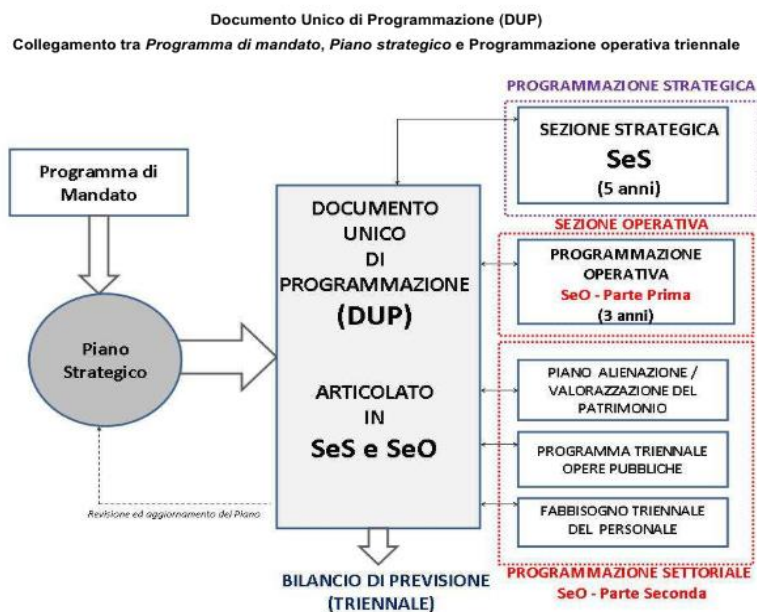 Documento Unico di Programmazione (DUP)
Collegamento tra Programma di mandato, Piano strategico e Programmazione operativa triennale
Programma di
Mandato
Piano
Strategico
Revisione ed aggiornamento del Piano
DOCUMENTO
UNICO
DI
PROGRAMMAZIONE
(DUP)
ARTICOLATO
IN
SeS e SeO
BILANCIO DI PREVISIONE
(TRIENNALE)
PROGRAMMAZIONE STRATEGICA
SEZIONE STRATEGICA
SeS
(5 anni)
SEZIONE OPERATIVA
PROGRAMMAZIONE
OPERATIVA
SeO - Parte Prima
(3 anni)
PIANO ALIENAZIONE /
VALORAZZAZIONE DEL
PATRIMONIO
PROGRAMMA TRIENNALE
OPERE PUBBLICHE
FABBISOGNO TRIENNALE
DEL PERSONALE
PROGRAMMAZIONE SETTORIALE
SeO - Parte Seconda